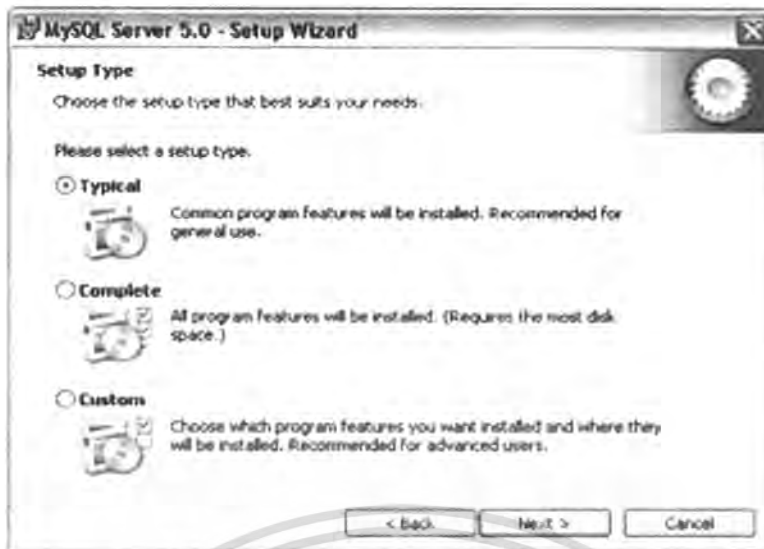 MySQL Server 5.0 - Setup Wizard
Setup Type
Choose the setup type that best suits your needs.
Please select a setup type.
Typical
Common program features will be installed. Recommended for
general use.
Complete
All program features will be installed. (Requires the most disk
space.)
Custom
Choose which program features you want installed and where they
will be installed. Recommended for advanced users.
< Back
Next >
Cancel